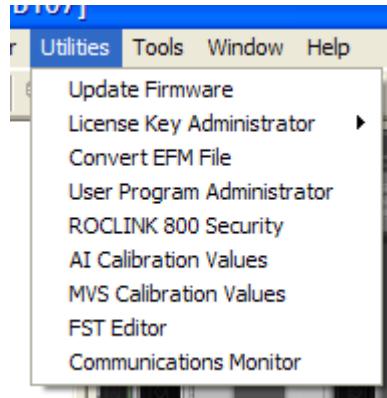 Utilities Tools Window Help
Update Firmware
License Key Administrator
Convert EFM File
User Program Administrator
ROCLINK 800 Security
AI Calibration Values
MVS Calibration Values
FST Editor
Communications Monitor